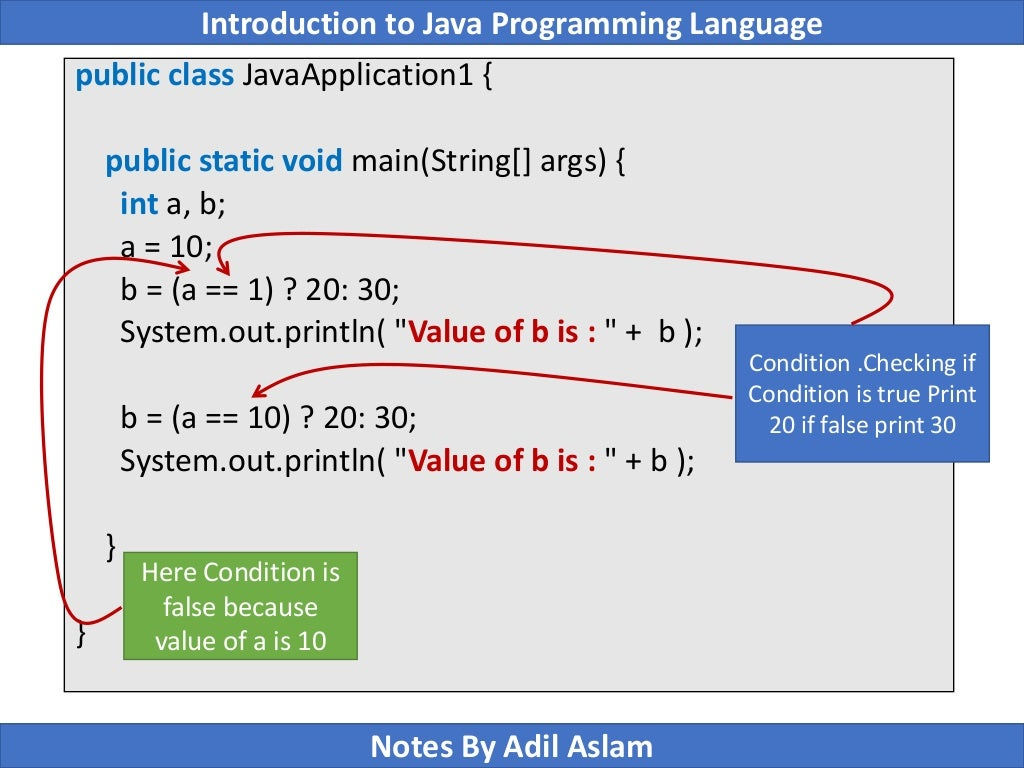 Introduction to Java Programming Language
public class JavaApplication1 {
public static void main(String[] args) {
int a, b;
a = 10;
b = (a == 1) ? 20: 30;
System.out.println( "Value of b is : " +  b );
b = (a == 10) ? 20: 30;
System.out.println( "Value of b is : " + b );
}
}
Condition .Checking if
Condition is true Print
20 if false print 30
Here Condition is
false because
value of a is 10
Notes By Adil Aslam